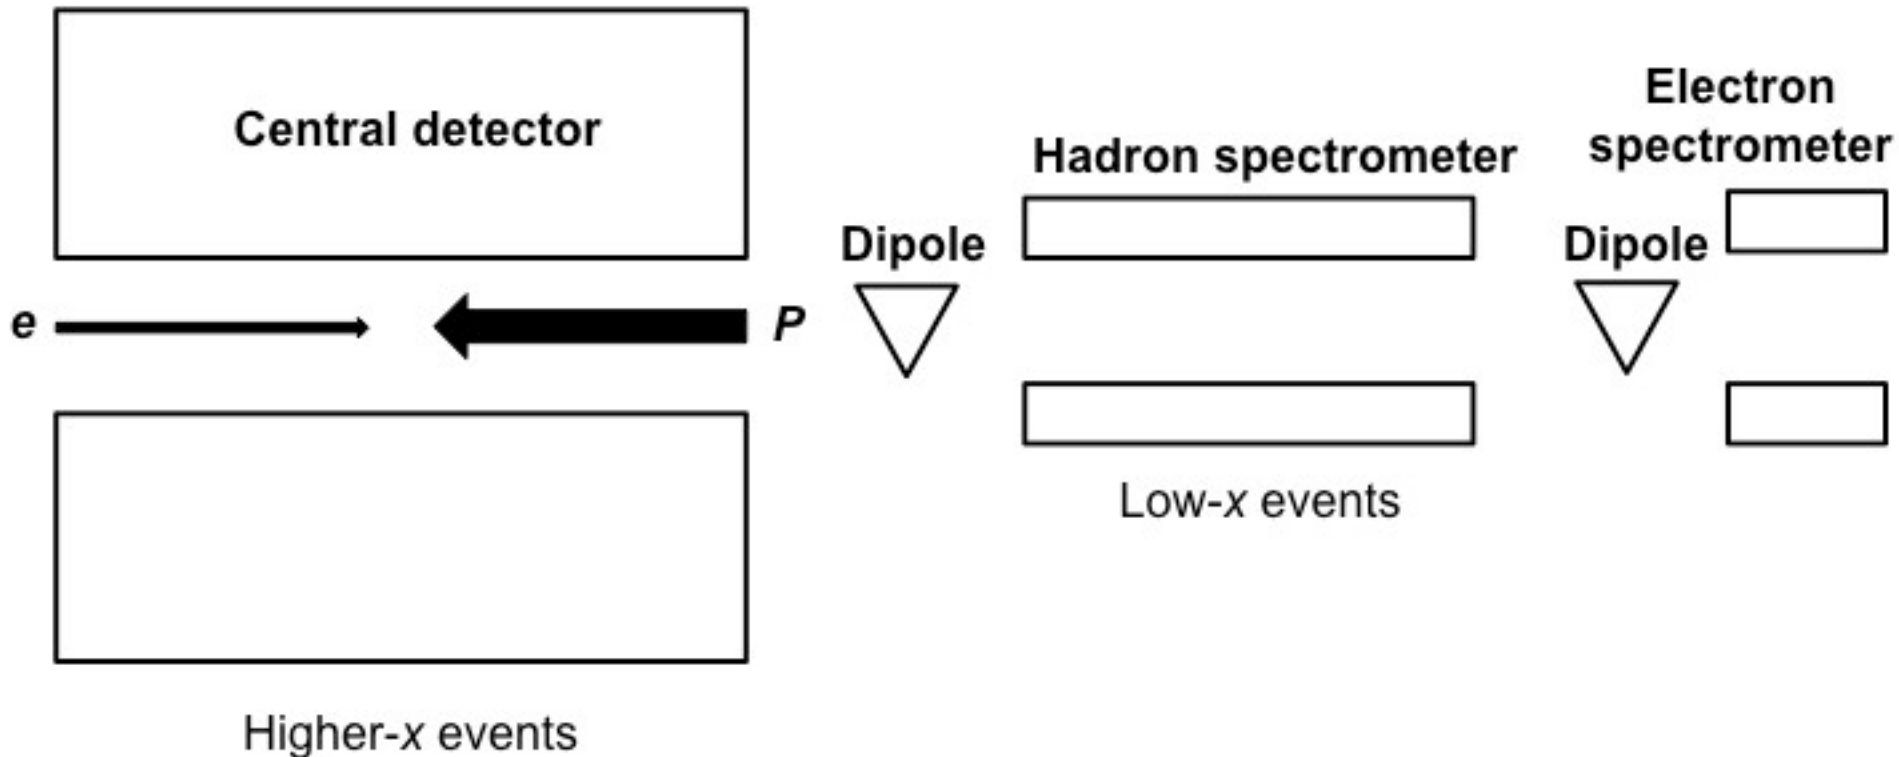 Central detector
e
P
Higher-x events
Dipole
Hadron spectrometer
Low-x events
Dipole
Electron
spectrometer